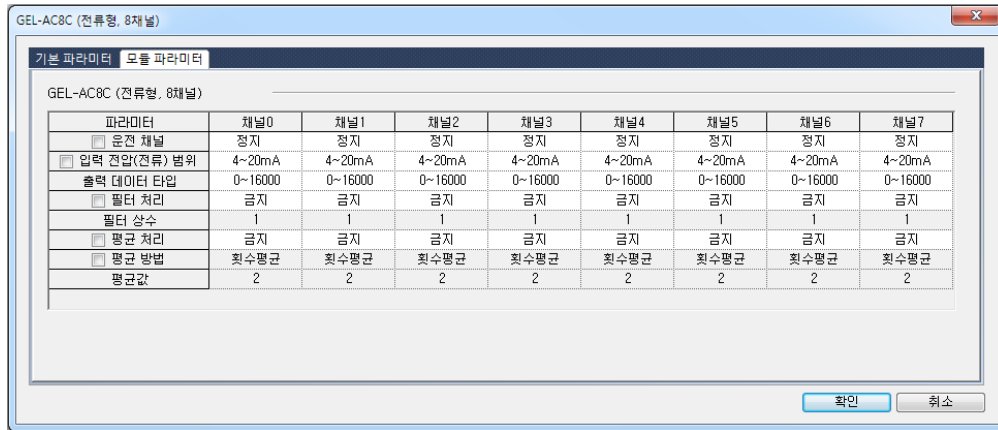 GEL-AC8C (전류형, 8채널)
기본 파라미터 모듈 파라미터
GEL-AC8C (전류형, 8채널)
파라미터 채널0 채널1 채널2 채널3 채널4 채널5 채널6 채널7
운전 채널 정지 정지 정지 정지 정지 정지 정지 정지
입력 전압(전류) 범위 4~20mA 4~20mA 4~20mA 4~20mA 4~20mA 4~20mA 4~20mA 4~20mA
출력 데이터 타입 0~16000 0~16000 0~16000 0~16000 0~16000 0~16000 0~16000 0~16000
필터 처리 금지 금지 금지 금지 금지 금지 금지 금지
필터 상수 1 1 1 1 1 1 1 1
평균 처리 금지 금지 금지 금지 금지 금지 금지 금지
평균 방법 횟수평균 횟수평균 횟수평균 횟수평균 횟수평균 횟수평균 횟수평균 횟수평균
평균값 2 2 2 2 2 2 2 2
확인 취소